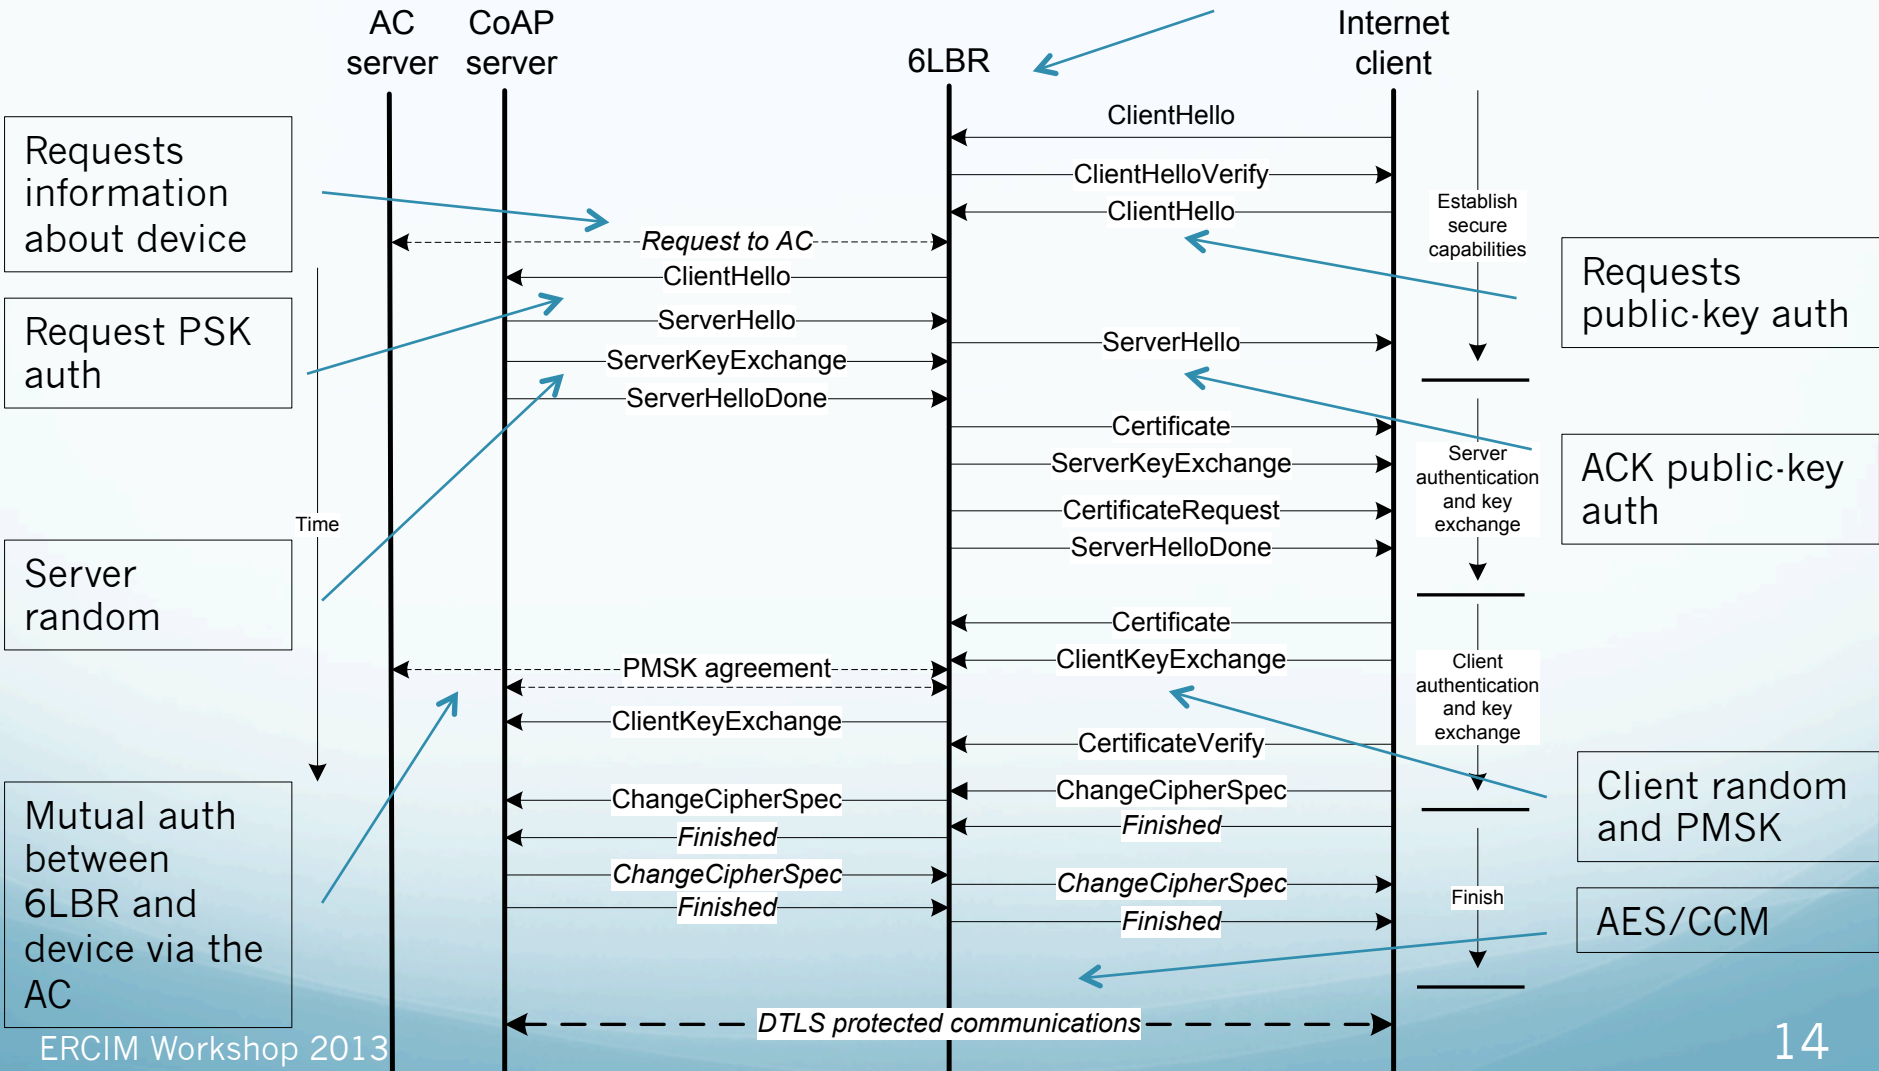 AC
server
CoAP
server
6LBR
Internet
client
Requests
information
about device
Request PSK
auth
Server
random
Mutual auth
between
6LBR and
device via the
AC
Time
ClientHello
ClientHelloVerify
ClientHello
Request to AC
ClientHello
ServerHello
ServerKeyExchange
ServerHelloDone
ServerHello
Certificate
ServerKeyExchange
CertificateRequest
ServerHelloDone
Certificate
ClientKeyExchange
PMSK agreement
ClientKeyExchange
CertificateVerify
ChangeCipherSpec
ChangeCipherSpec
Finished
Finished
ChangeCipherSpec
ChangeCipherSpec
Finished
Finished
DTLS protected communications
Establish
secure
capabilities
Server
authentication
and key
exchange
Client
authentication
and key
exchange
Finish
Requests
public-key auth
ACK public-key
auth
Client random
and PMSK
AES/CCM
ERCIM Workshop 2013
14